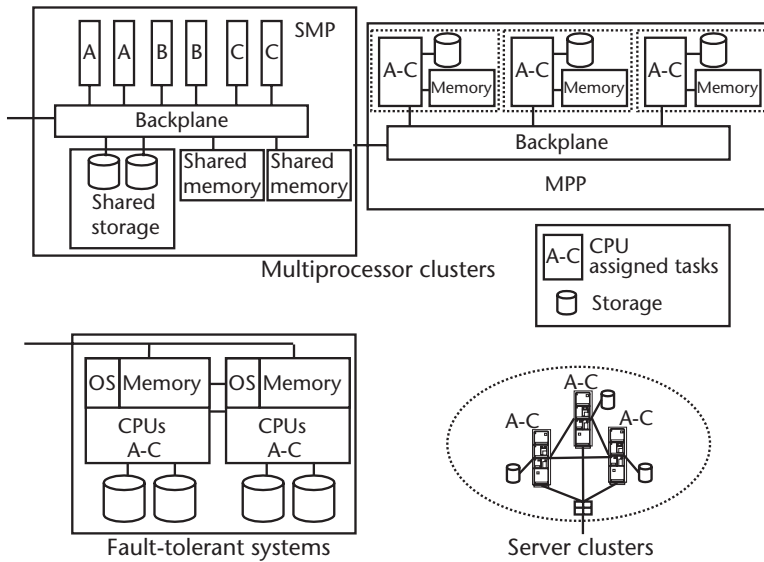 SMP
A A B B C C
Backplane
Shared
storage
Shared
memory
Shared
memory
A-C
Memory
A-C
Memory
A-C
Memory
Backplane
MPP
Multiprocessor clusters
A-C
CPU
assigned tasks
Storage
OS
Memory
OS
Memory
CPUs
A-C
CPUs
A-C
Fault-tolerant systems
A-C
A-C
A-C
Server clusters